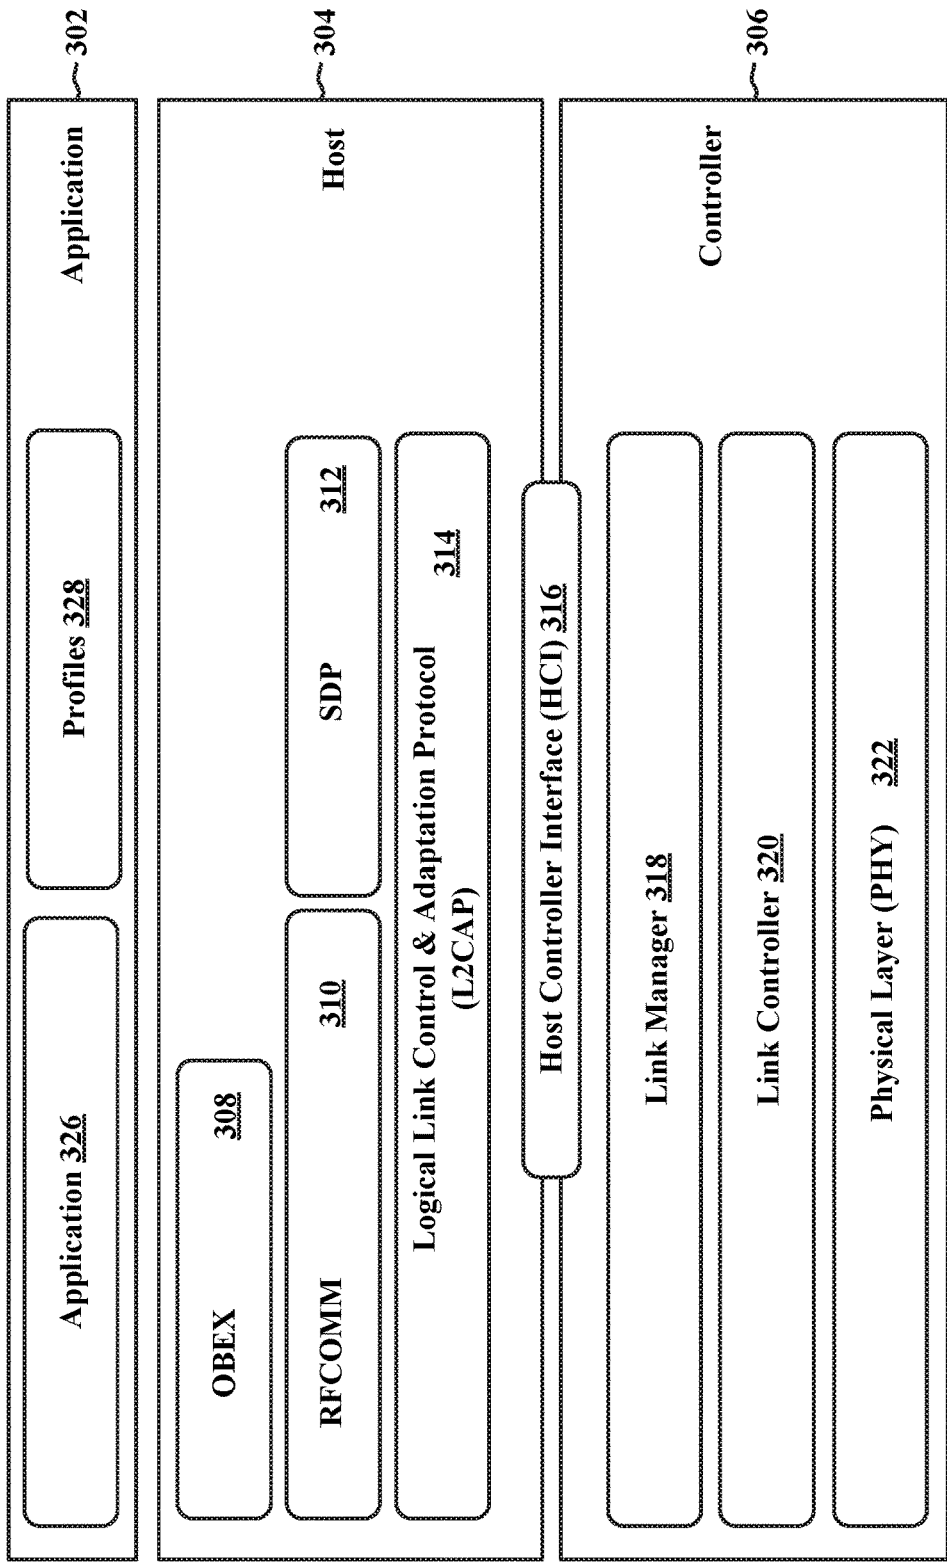 Application 326
Profiles 328
Application
302
OBEX
308
RFCOMM
310
SDP
312
Logical Link Control & Adaptation Protocol
(L2CAP)
314
Host
304
Host Controller Interface (HCI) 316
Link Manager 318
Link Controller 320
Physical Layer (PHY) 322
Controller
306